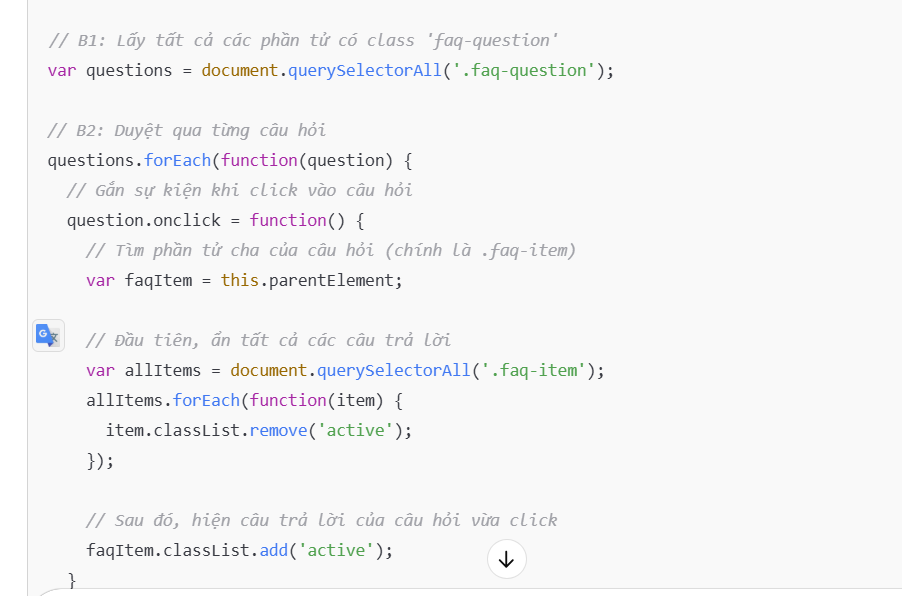 // B1: Lấy tất cả các phần tử có class 'faq-question'
var questions = document.querySelectorAll('.faq-question');
// B2: Duyệt qua từng câu hỏi
questions.forEach(function(question) {
// Gắn sự kiện khi click vào câu hỏi
question.onclick = function() {
// Tìm phần tử cha của câu hỏi (chính là .faq-item)
var faqItem = this.parentElement;
// Đầu tiên, ẩn tất cả các câu trả lời
var allItems = document.querySelectorAll('.faq-item');
allItems.forEach(function(item) {
item.classList.remove('active');
});
// Sau đó, hiện câu trả lời của câu hỏi vừa click
faqItem.classList.add('active');
}